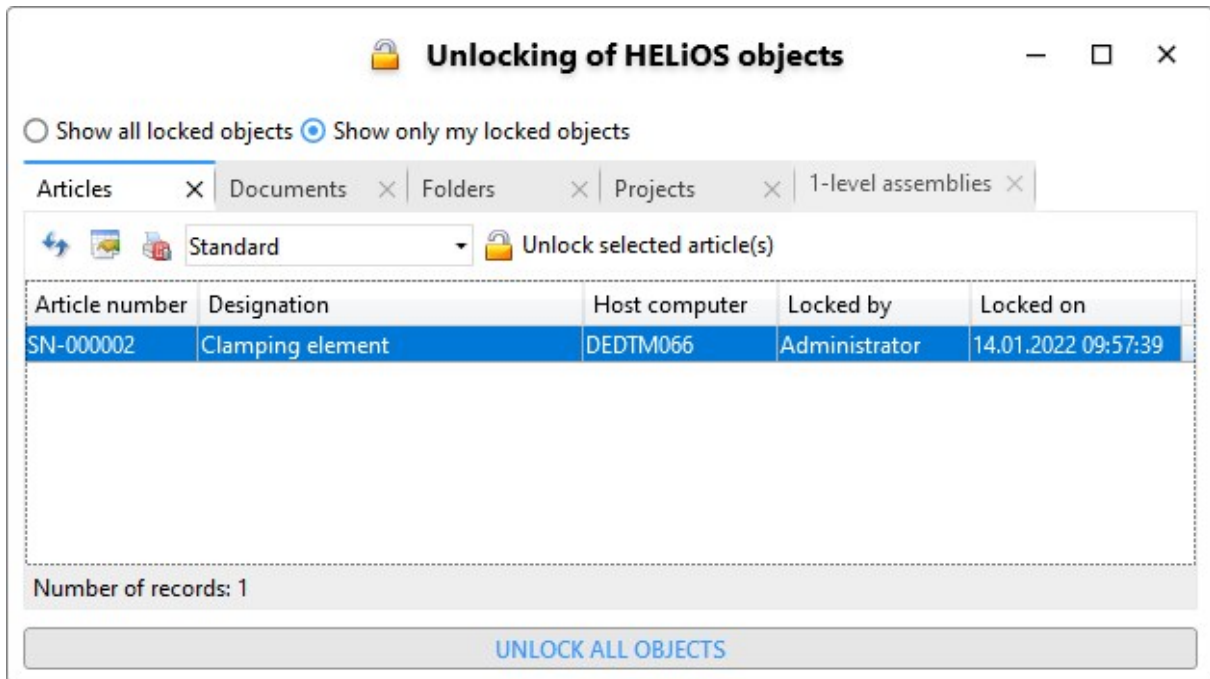 Unlocking of HELiOS objects
Show all locked objects Show only my locked objects
Articles Documents Folders Projects 1-level assemblies
Standard Unlock selected article(s)
Article number Designation Host computer Locked by Locked on
SN-000002 Clamping element DEDTM066 Administrator 14.01.2022 09:57:39
Number of records: 1
UNLOCK ALL OBJECTS